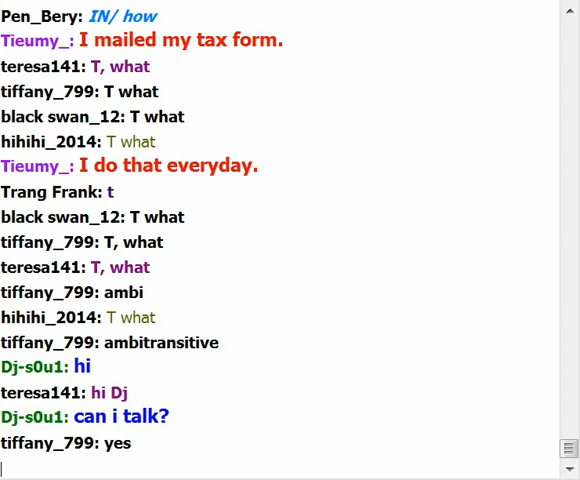 Pen_Bery: IN/ how
Tieumy_: I mailed my tax form.
teresa141: T, what
tiffany_799: T what
black swan_12: T what
hihihi_2014: T what
Tieumy_: I do that everyday.
Trang Frank: t
black swan_12: T what
tiffany_799: T, what
teresa141: T, what
tiffany_799: ambi
hihihi_2014: T what
tiffany_799: ambitransitive
Dj-s0u1: hi
teresa141: hi Dj
Dj-s0u1: can i talk?
tiffany_799: yes